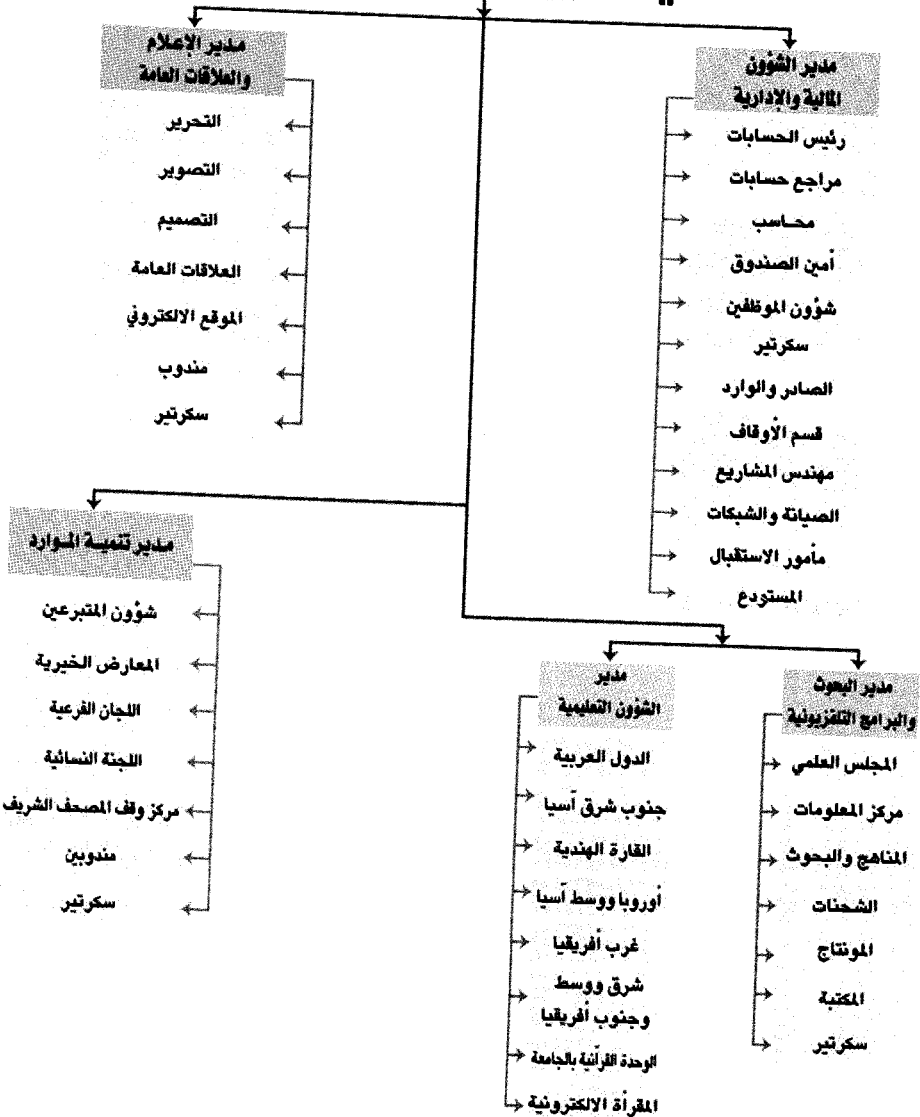 مدير الشؤون
المالية والإدارية
رئيس الحسابات
مراجع حسابات
محاسب
أمين الصندوق
شؤون الموظفين
سكرتير
الصادر والوارد
قسم الأوقاف
مهندس المشاريع
الصيانة والشبكات
مأمور الاستقبال
المستودع
مدير الإعلام
والعلاقات العامة
التحرير
التصوير
التصميم
العلاقات العامة
الموقع الالكتروني
مندوب
سكرتير
مدير تنمية الموارد
شؤون المتبرعين
المعارض الخيرية
اللجان الفرعية
اللجنة النسائية
مركز وقف المصحف الشريف
مندوبين
سكرتير
مدير البحوث
والبرامج التلفزيونية
المجلس العلمي
مركز المعلومات
المناهج والبحوث
الشحنات
المونتاج
المكتبة
سكرتير
مدير
الشؤون التعليمية
الدول العربية
جنوب شرق آسيا
القارة الهندية
أوروبا ووسط آسيا
غرب أفريقيا
شرق ووسط
وجنوب أفريقيا
الوحدة القرآنية بالجامعة
المقرأة الالكترونية